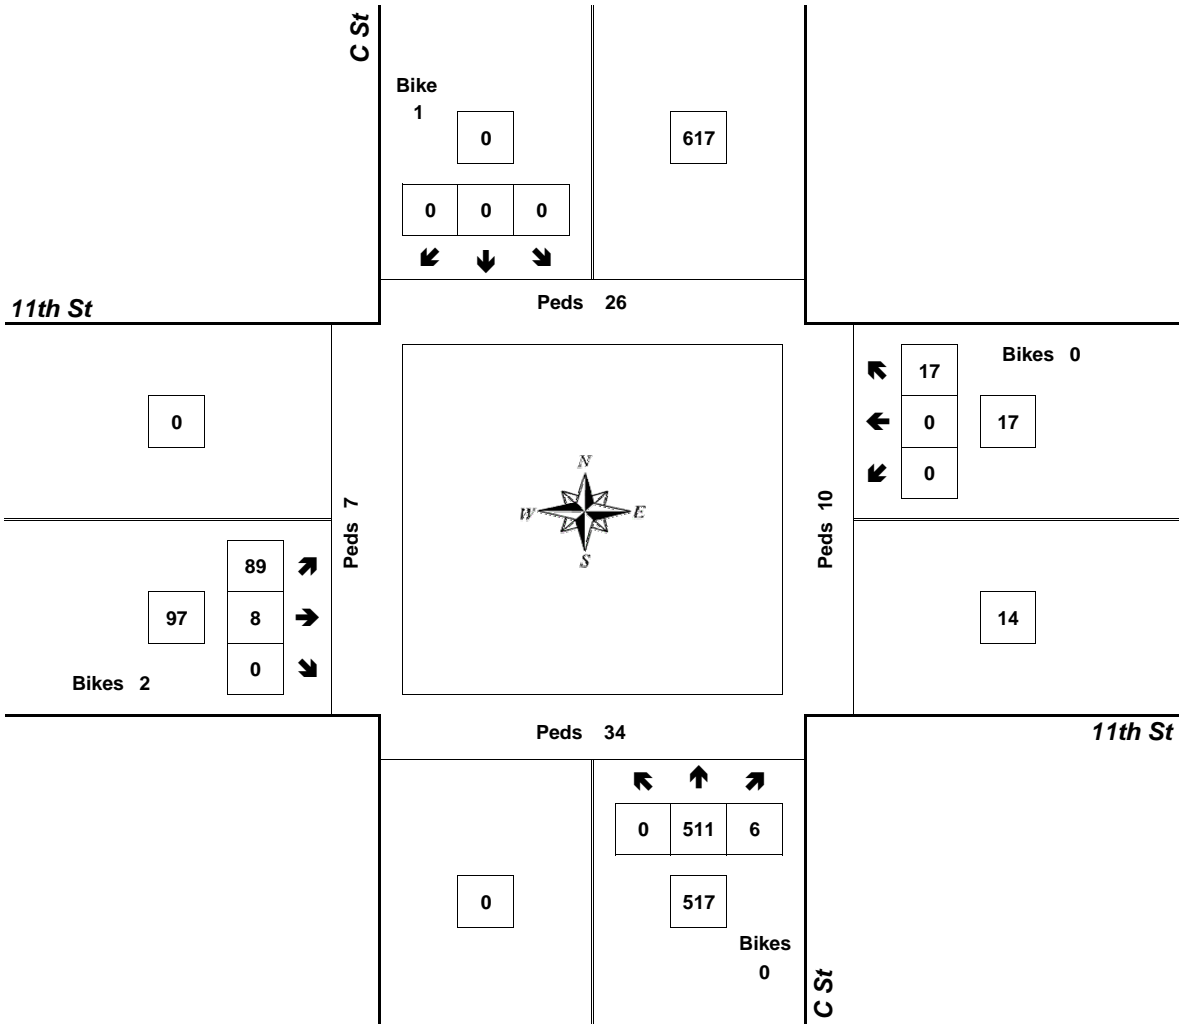 C St
Bike
1
0
617
0 0 0
11th St
Peds 26
17
Bikes 0
0
0
17
0
N
W E
S
Peds 7
Peds 10
89
97
8
14
0
Bikes 2
Peds 34
11th St
0 511 6
0
517
Bikes
0
C St